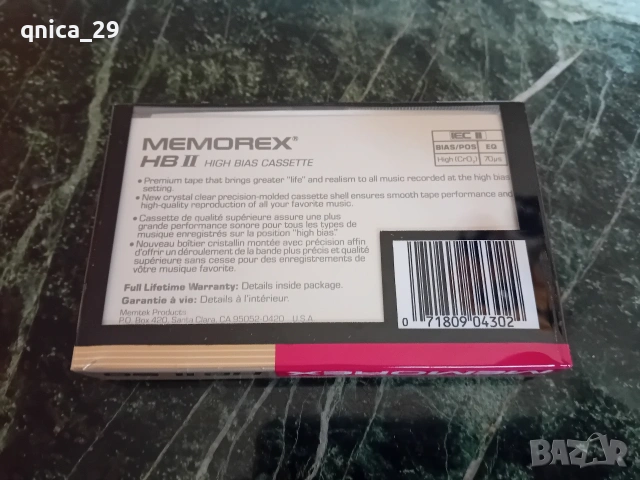 qnica_29
MEMOREX®
HB II HIGH BIAS CASSETTE
IEC II
BIAS/POS EQ
High (CrO₂) 70µs
• Premium tape that brings greater "life" and realism to all music recorded at the high bias
setting.
• New crystal clear precision-molded cassette shell ensures smooth tape performance and
high-quality reproduction of all your favorite music.
• Cassette de qualité supérieure assure une plus
grande performance sonore pour tous les types de
musique enregistrés sur la position "high bias."
• Nouveau boîtier cristallin montée avec précision affin
d'offrir un déroulement de la bande plus précis et qualité
supérieure sans cesse pour des enregistrements de
vôtre musique favorite.
Full Lifetime Warranty: Details inside package.
Garantie à vie: Détails à l'intérieur.
Memtek Products
P.O. Box 420, Santa Clara, CA 95052-0420 U.S.A.
0 71809 04302
MEMOREX
BAZAR